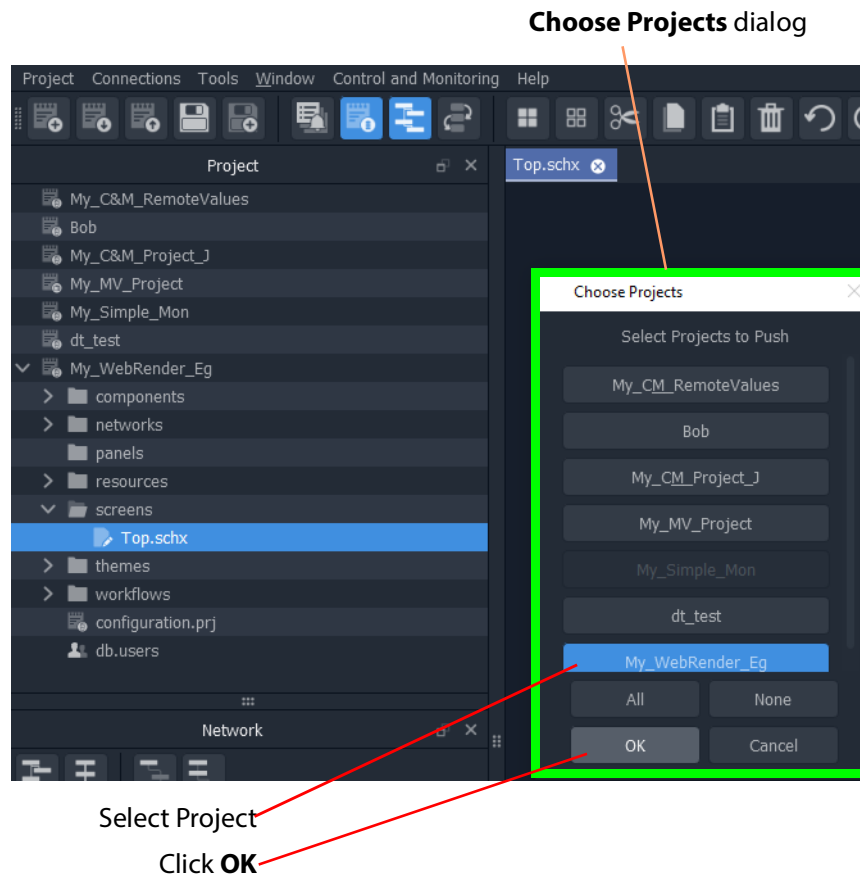 Choose Projects dialog
Project Connections Tools Window Control and Monitoring Help
Project
Top.schx
My_C&M_RemoteValues
Bob
My_C&M_Project_J
My_MV_Project
My_Simple_Mon
dt_test
My_WebRender_Eg
components
networks
panels
resources
screens
Top.schx
themes
workflows
configuration.prj
db.users
Network
Choose Projects
Select Projects to Push
My_CM_RemoteValues
Bob
My_CM_Project_J
My_MV_Project
My_Simple_Mon
dt_test
My_WebRender_Eg
All None
OK Cancel
Select Project
Click OK